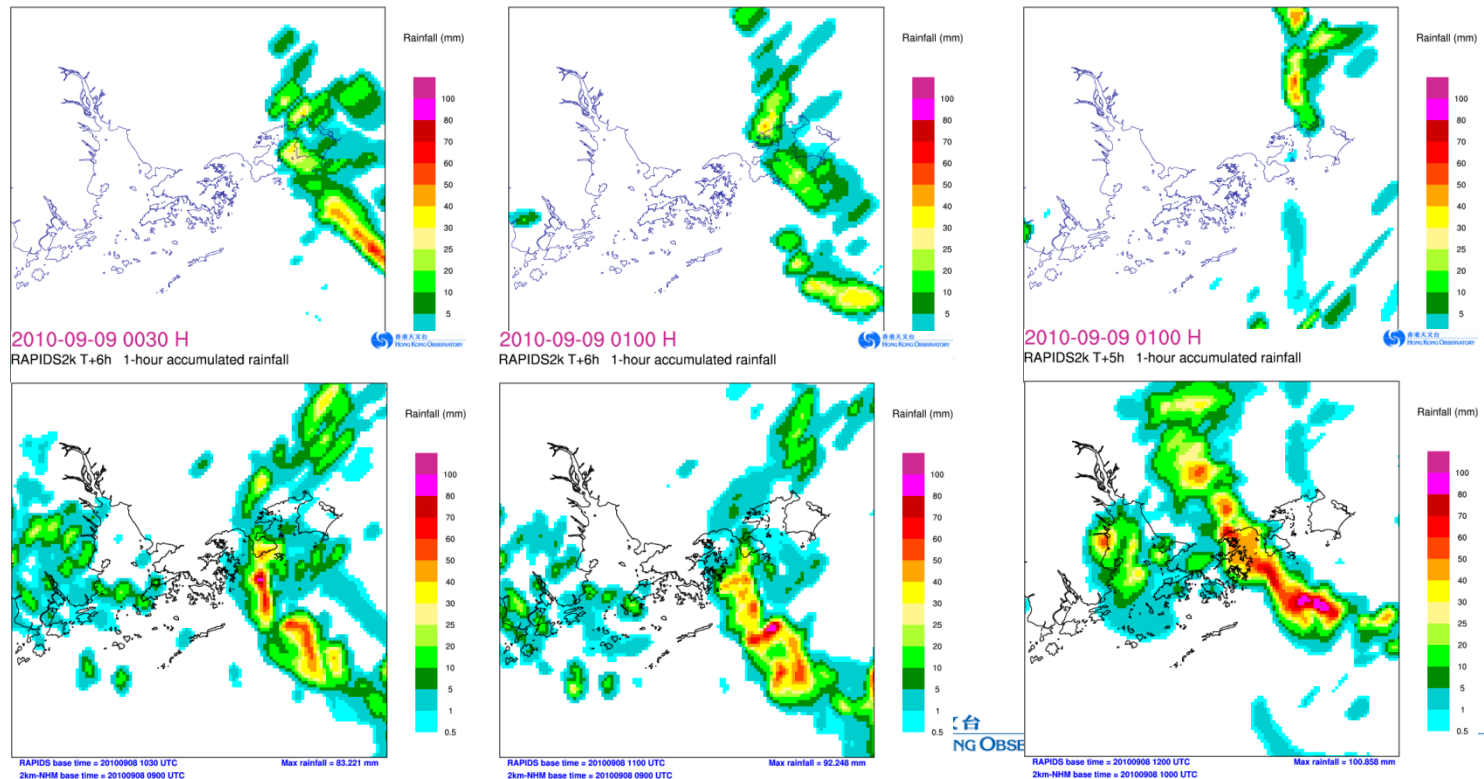 Rainfall (mm)
100
80
70
60
50
40
30
25
20
10
5
2010-09-09 0030 H
香港天文台
HONG KONG OBSERVATORY
RAPIDS2k T+6h 1-hour accumulated rainfall
Rainfall (mm)
100
80
70
60
50
40
30
25
20
10
5
2010-09-09 0100 H
香港天文台
HONG KONG OBSERVATORY
RAPIDS2k T+6h 1-hour accumulated rainfall
Rainfall (mm)
100
80
70
60
50
40
30
25
20
10
5
2010-09-09 0100 H
香港天文台
HONG KONG OBSERVATORY
RAPIDS2k T+5h 1-hour accumulated rainfall
Rainfall (mm)
100
80
70
60
50
40
30
25
20
10
5
1
0.5
RAPIDS base time = 20100908 1030 UTC Max rainfall = 83.221 mm
2km-NHM base time = 20100908 0900 UTC
Rainfall (mm)
100
80
70
60
50
40
30
25
20
10
5
1
0.5
RAPIDS base time = 20100908 1100 UTC Max rainfall = 92.248 mm
2km-NHM base time = 20100908 0900 UTC
文台
NG OBSE
Rainfall (mm)
100
80
70
60
50
40
30
25
20
10
5
1
0.5
RAPIDS base time = 20100908 1200 UTC Max rainfall = 100.858 mm
2km-NHM base time = 20100908 1000 UTC